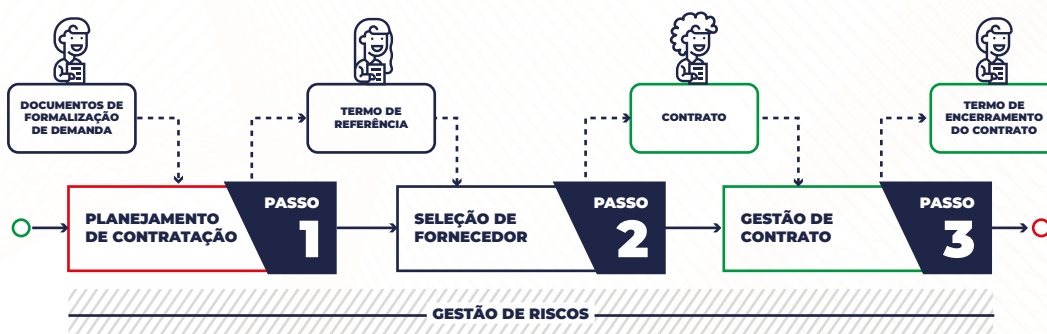 DOCUMENTOS DE
FORMALIZAÇÃO
DE DEMANDA
TERMO DE
REFERÊNCIA
CONTRATO
TERMO DE
ENCERRAMENTO
DO CONTRATO
PLANEJAMENTO
DE CONTRATAÇÃO
PASSO
1
SELEÇÃO DE
FORNECEDOR
PASSO
2
GESTÃO DE
CONTRATO
PASSO
3
GESTÃO DE RISCOS